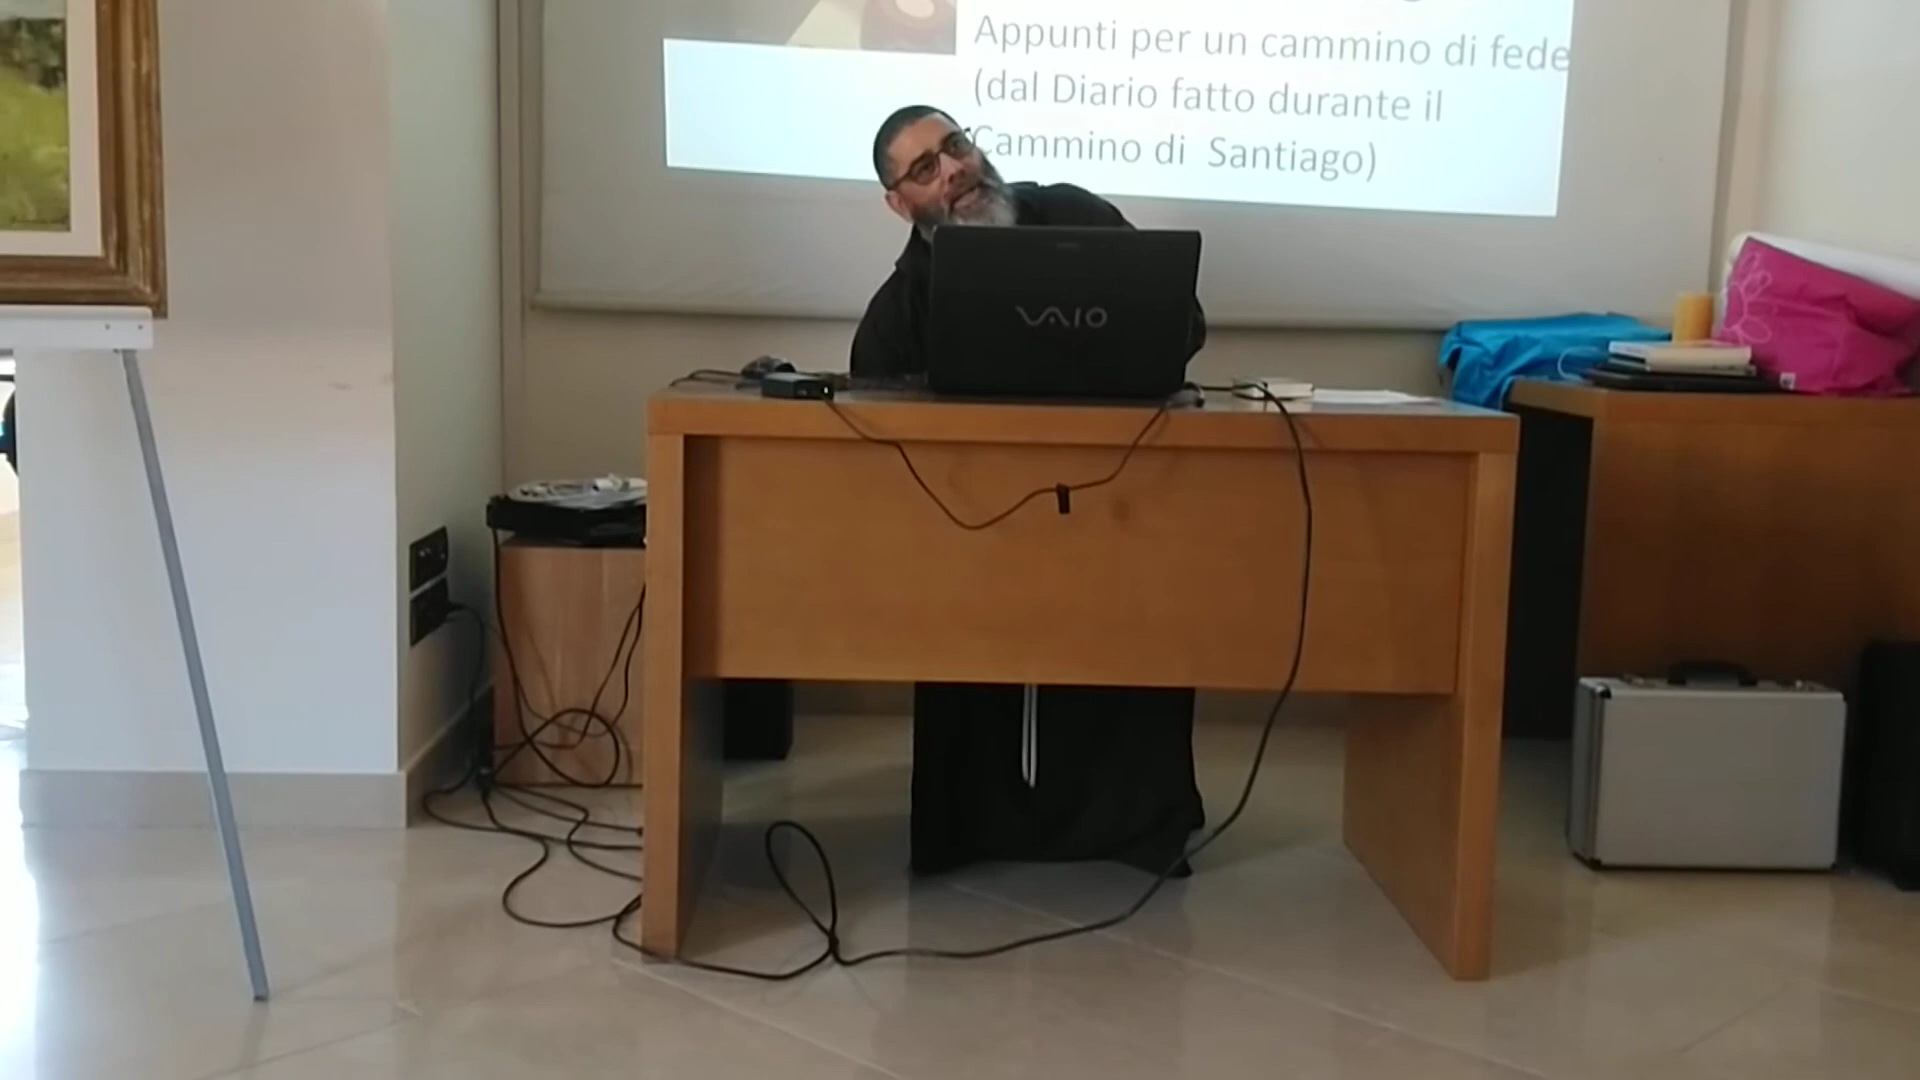 Appunti per un cammino di fede
(dal Diario fatto durante il
Cammino di Santiago)
VAIO